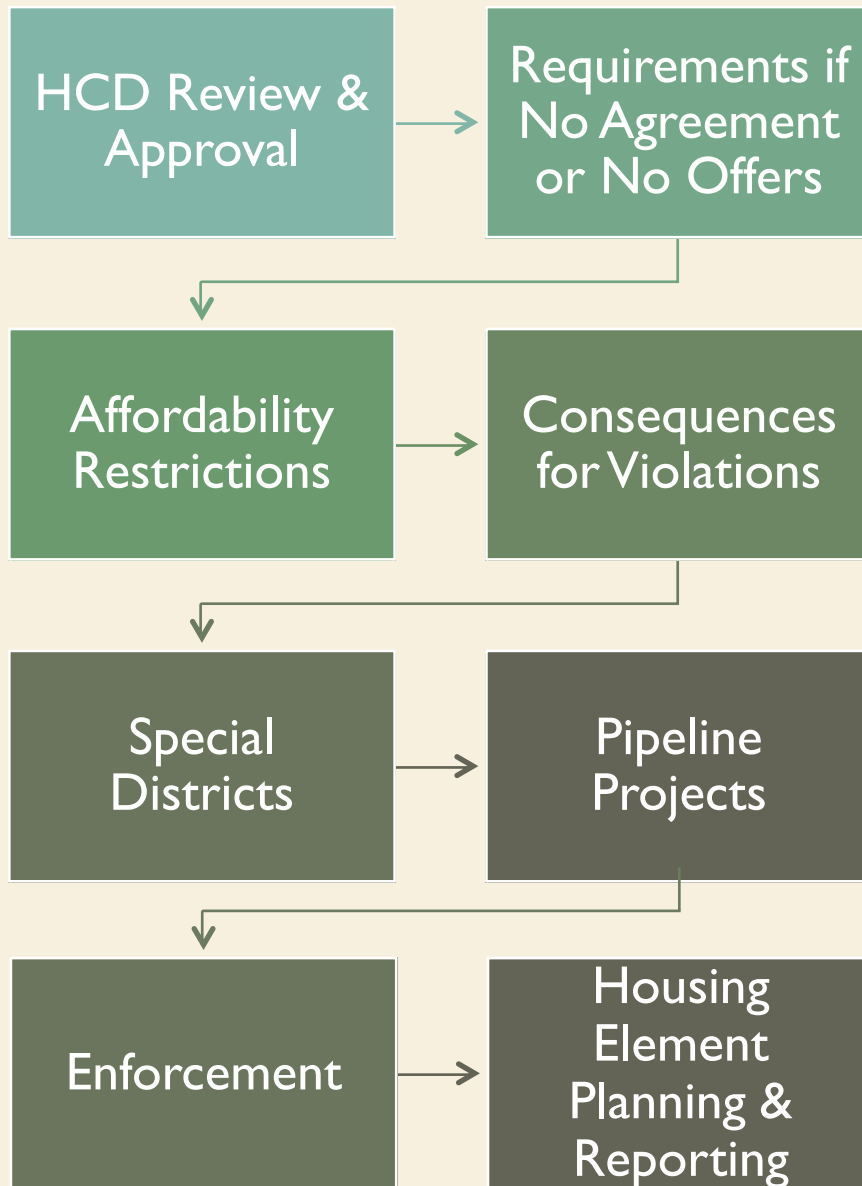 HCD Review &
Approval
Requirements if
No Agreement
or No Offers
Affordability
Restrictions
Consequences
for Violations
Special
Districts
Pipeline
Projects
Enforcement
Housing
Element
Planning &
Reporting